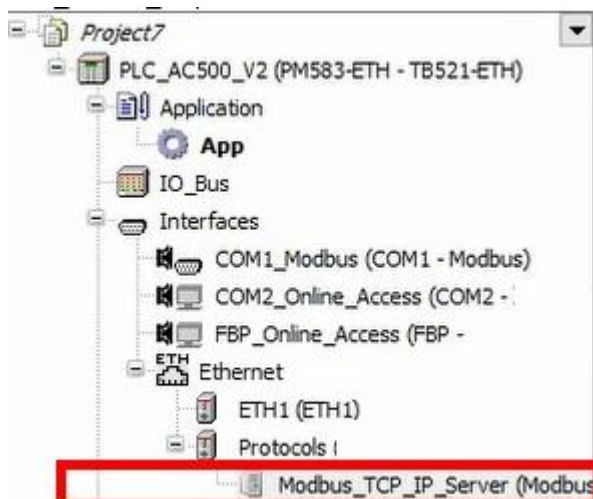 Project7
PLC_AC500_V2 (PM583-ETH - TB521-ETH)
Application
App
IO_Bus
Interfaces
COM1_Modbus (COM1 - Modbus)
COM2_Online_Access (COM2 -
FBP_Online_Access (FBP -
ETH
Ethernet
ETH1 (ETH1)
Protocols (
Modbus_TCP_IP_Server (Modbus